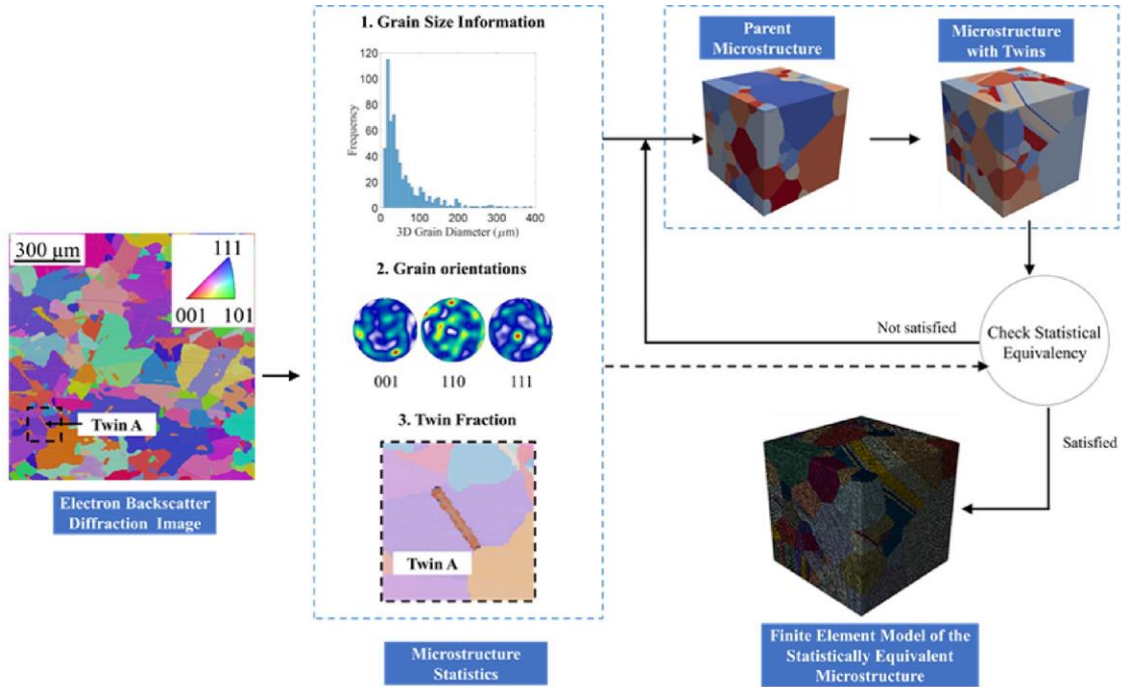 1. Grain Size Information
120
100
80
60
40
20
0
Frequency
0 100 200 300 400
3D Grain Diameter (μm)
2. Grain orientations
001 110 111
3. Twin Fraction
Twin A
Microstructure
Statistics
300 μm
111
001 101
Twin A
Electron Backscatter
Diffraction Image
Parent
Microstructure
Microstructure
with Twins
Not satisfied
Check Statistical
Equivalency
Satisfied
Finite Element Model of the
Statistically Equivalent
Microstructure